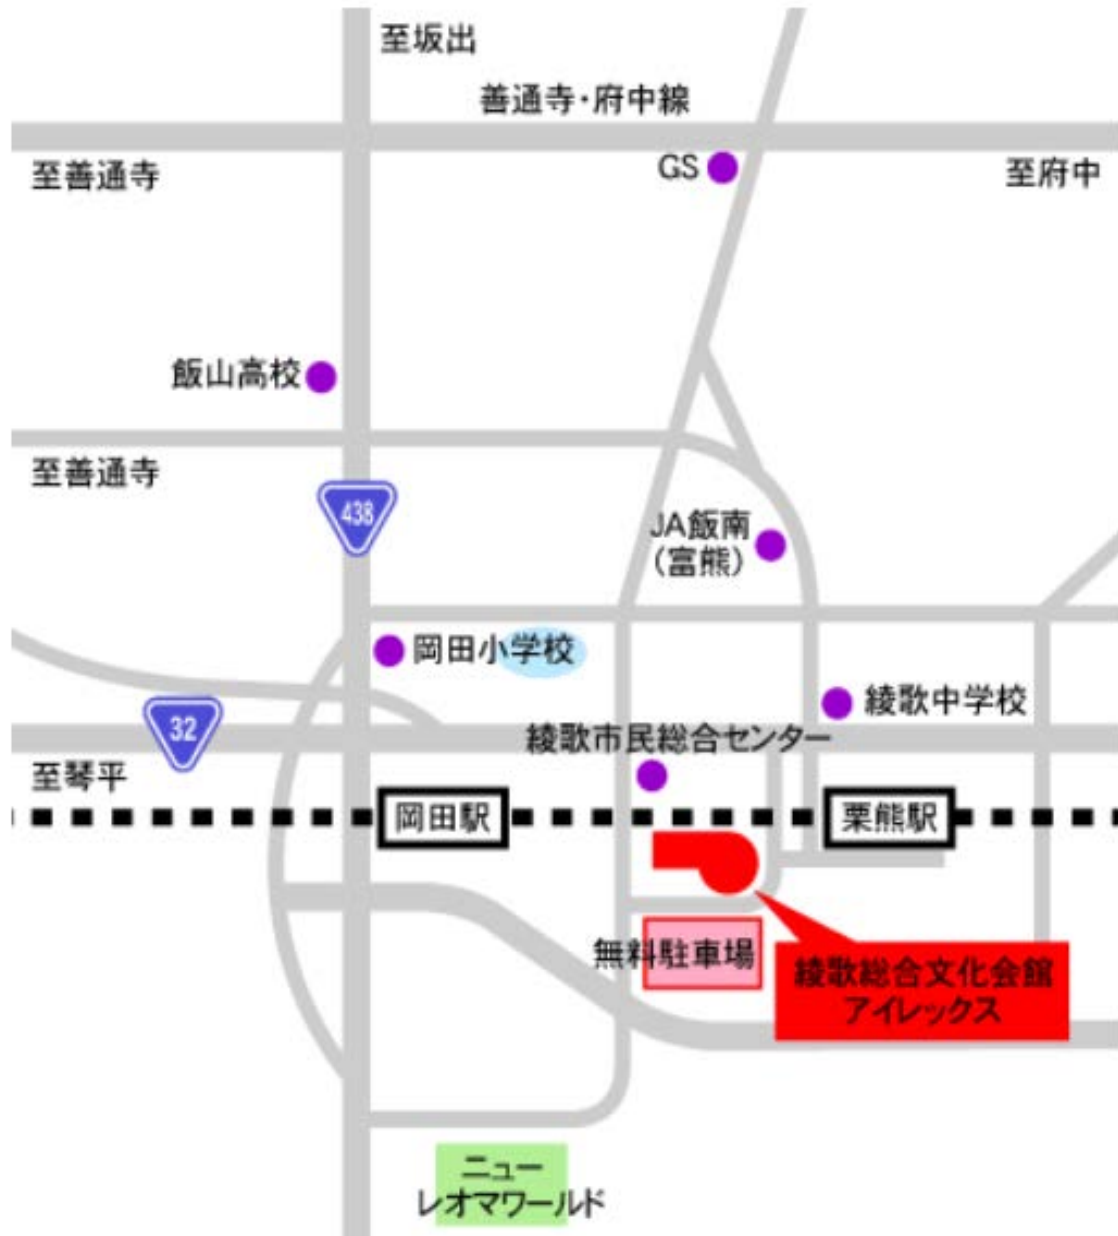 至坂出
善通寺・府中線
至善通寺
GS
至府中
飯山高校
至善通寺
438
JA飯南
(富熊)
岡田小学校
綾歌中学校
32
綾歌市民総合センター
至琴平
岡田駅
栗熊駅
無料駐車場
綾歌総合文化会館
アイレックス
ニュー
レオマワールド